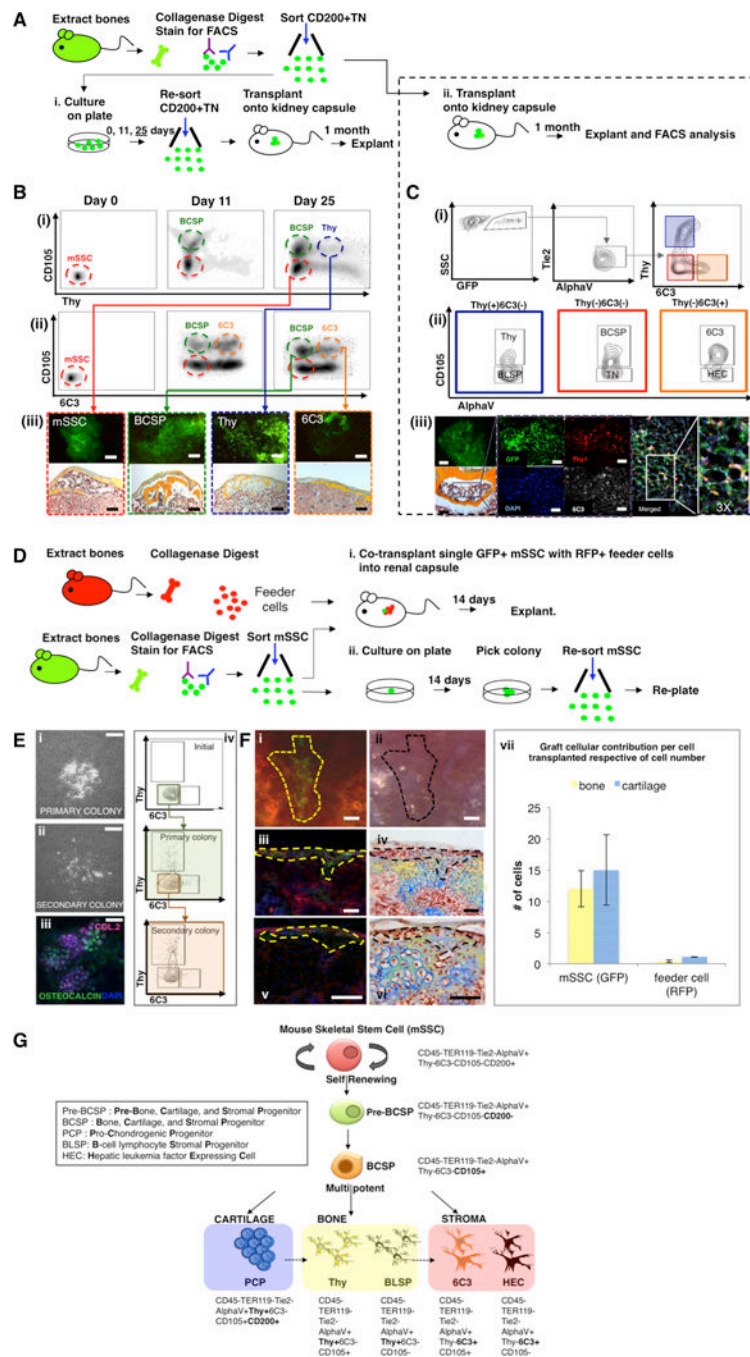 A
Extract bones
Collagenase Digest
Stain for FACS
Sort CD200+TN
i. Culture
on plate
0, 11, 25 days
Re-sort
CD200+TN
Transplant
onto kidney capsule
1 month
Explant
ii. Transplant
onto kidney capsule
1 month
Explant and FACS analysis
B
Day 0
Day 11
Day 25
(i)
CD105
mSSC
BCSP
BCSP
Thy
Thy
(ii)
CD105
mSSC
BCSP
6C3
BCSP
6C3
6C3
(iii)
mSSC
BCSP
Thy
6C3
C
(i)
SSC
GFP
Tie2
AlphaV
Thy
6C3
(ii)
Thy(+)6C3(-)
Thy(-)6C3(-)
Thy(-)6C3(+)
CD105
Thy
BLSP
BCSP
TN
6C3
HEC
AlphaV
(iii)
GFP
Thy1
DAPI
6C3
Merged
3X
D
Extract bones
Collagenase Digest
Feeder
cells
i. Co-transplant single GFP+ mSSC with RFP+ feeder cells
into renal capsule
14 days
Explant.
Extract bones
Collagenase Digest
Stain for FACS
Sort mSSC
ii. Culture on plate
14 days
Pick colony
Re-sort mSSC
Re-plate
E
i
PRIMARY COLONY
ii
SECONDARY COLONY
iii
COL.2
OSTEOCALCIN
DAPI
iv
Initial
Thy
6C3
Primary colony
Thy
6C3
Secondary colony
Thy
6C3
F
i
ii
iii
iv
v
vi
vii
Graft cellular contribution per cell
transplanted respective of cell number
bone
cartilage
# of cells
25
20
15
10
5
0
mSSC (GFP)
feeder cell
(RFP)
G
Mouse Skeletal Stem Cell (mSSC)
CD45-TER119-Tie2-AlphaV+
Thy-6C3-CD105-CD200+
Self Renewing
Pre-BCSP : Pre-Bone, Cartilage, and Stromal Progenitor
BCSP : Bone, Cartilage, and Stromal Progenitor
PCP : Pro-Chondrogenic Progenitor
BLSP: B-cell lymphocyte Stromal Progenitor
HEC: Hepatic leukemia factor Expressing Cell
Pre-BCSP
CD45-TER119-Tie2-AlphaV+
Thy-6C3-CD105-CD200-
BCSP
CD45-TER119-Tie2-AlphaV+
Thy-6C3-CD105+
Multipotent
CARTILAGE
BONE
STROMA
PCP
Thy
BLSP
6C3
HEC
CD45-TER119-Tie2-
AlphaV+Thy+6C3-
CD105+CD200+
CD45-
TER119-
Tie2-
AlphaV+
Thy+6C3-
CD105+
CD45-
TER119-
Tie2-
AlphaV+
Thy+6C3-
CD105-
CD45-
TER119-
Tie2-
AlphaV+
Thy-6C3+
CD105+
CD45-
TER119-
Tie2-
AlphaV+
Thy-6C3+
CD105-